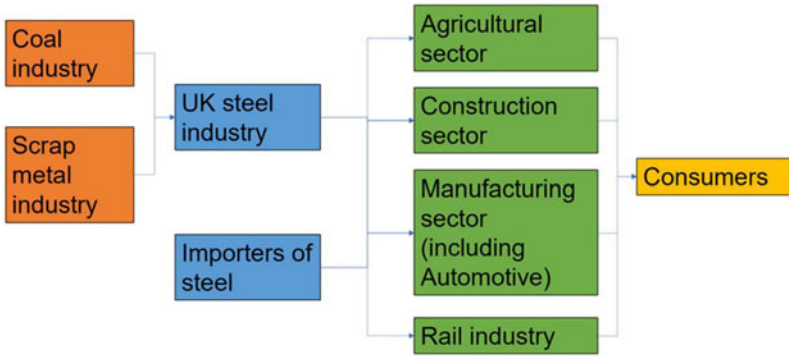 Coal
industry
Scrap
metal
industry
UK steel
industry
Importers of
steel
Agricultural
sector
Construction
sector
Manufacturing
sector
(including
Automotive)
Rail industry
Consumers